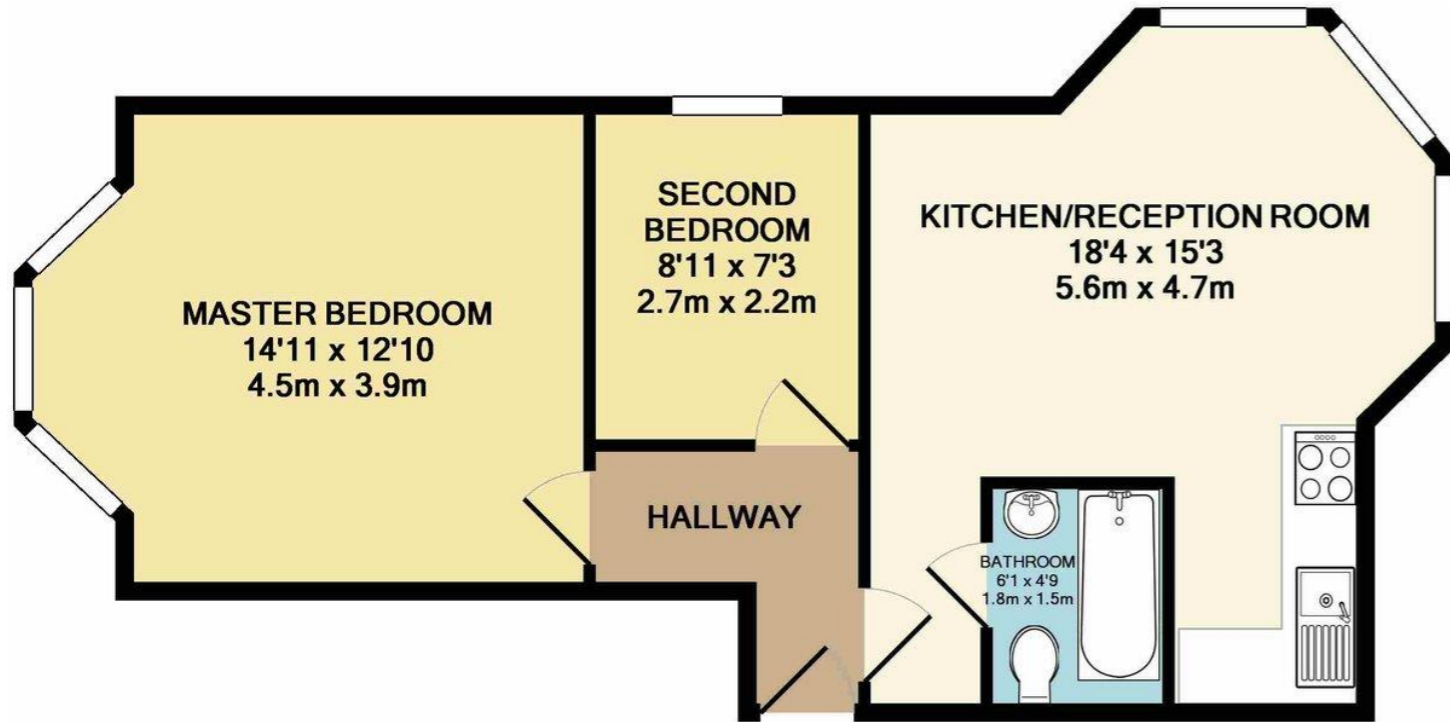 MASTER BEDROOM
14'11 x 12'10
4.5m x 3.9m
SECOND
BEDROOM
8'11 x 7'3
2.7m x 2.2m
KITCHEN/RECEPTION ROOM
18'4 x 15'3
5.6m x 4.7m
HALLWAY
BATHROOM
6'1 x 4'9
1.8m x 1.5m